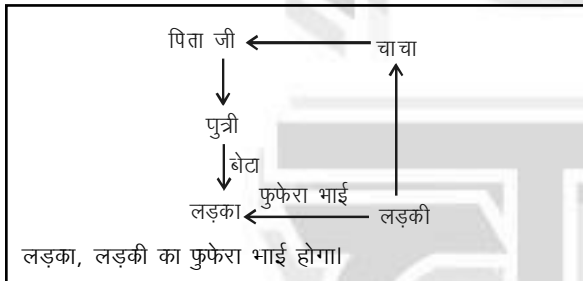 पिता जी चाचा
पुत्री
बेटा
फुफेरा भाई
लड़का लड़की
लड़का, लड़की का फुफेरा भाई होगा।